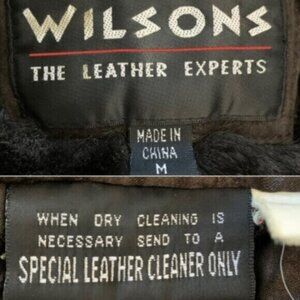 WILSONS
THE LEATHER EXPERTS
MADE IN
CHINA
M
WHEN DRY CLEANING IS
NECESSARY SEND TO A
SPECIAL LEATHER CLEANER ONLY